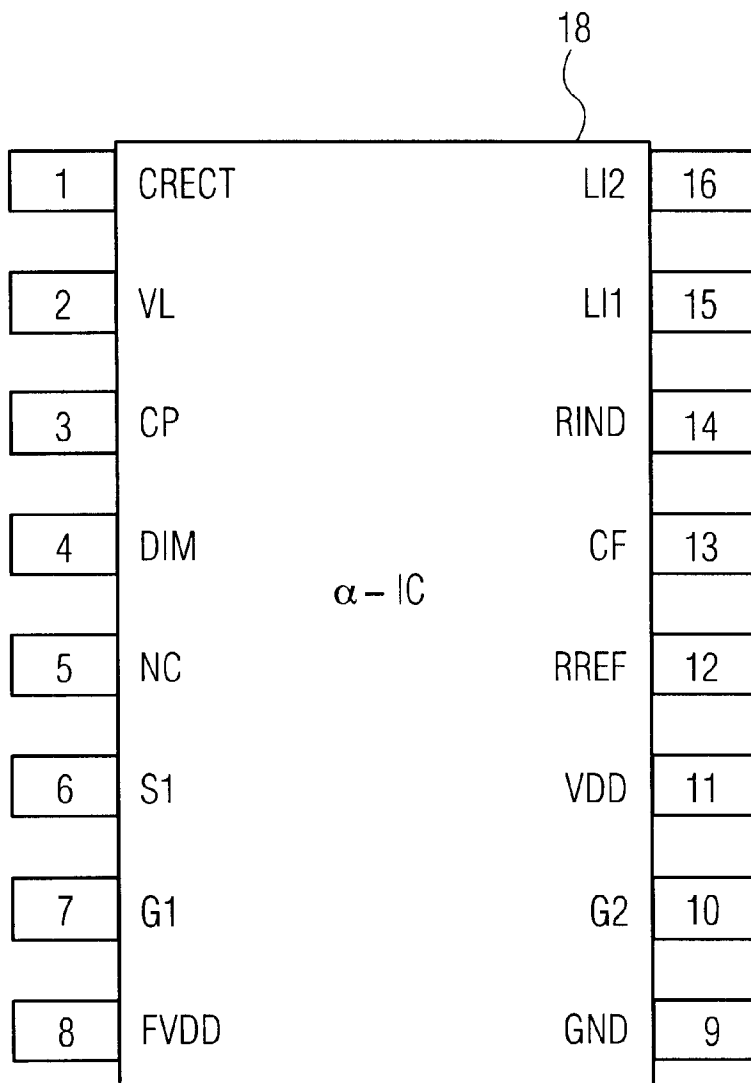 18
1 CRECT LI2 16
2 VL LI1 15
3 CP RIND 14
4 DIM CF 13
α – IC
5 NC RREF 12
6 S1 VDD 11
7 G1 G2 10
8 FVDD GND 9